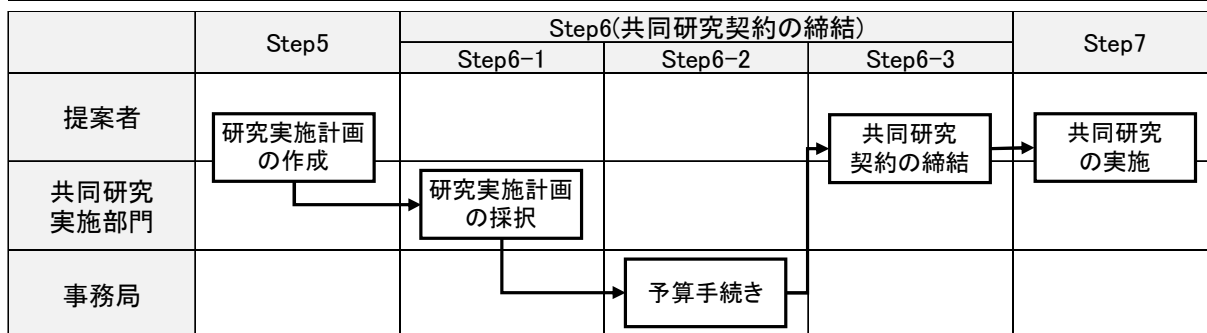 Step5
Step6(共同研究契約の締結)
Step7
Step6-1
Step6-2
Step6-3
提案者
研究実施計画
の作成
共同研究
契約の締結
共同研究
の実施
共同研究
実施部門
研究実施計画
の採択
事務局
予算手続き